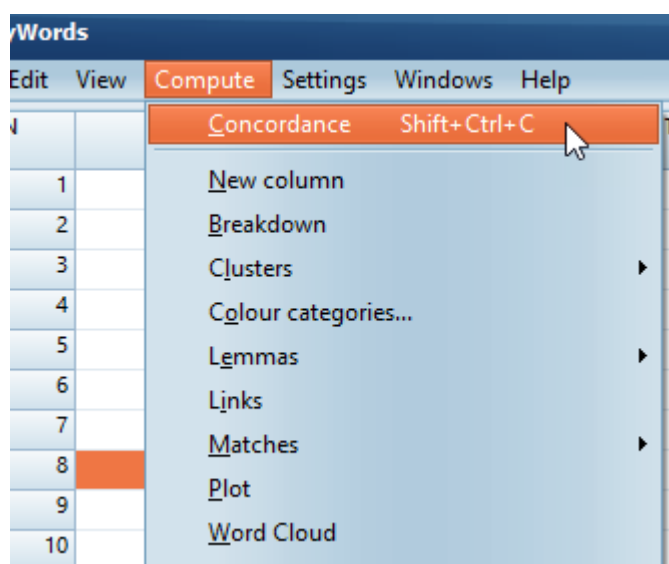 yWords
Edit View Compute Settings Windows Help
N
Concordance Shift+Ctrl+C
1
New column
2
Breakdown
3
Clusters
4
Colour categories...
5
Lemmas
6
Links
7
Matches
8
Plot
9
Word Cloud
10